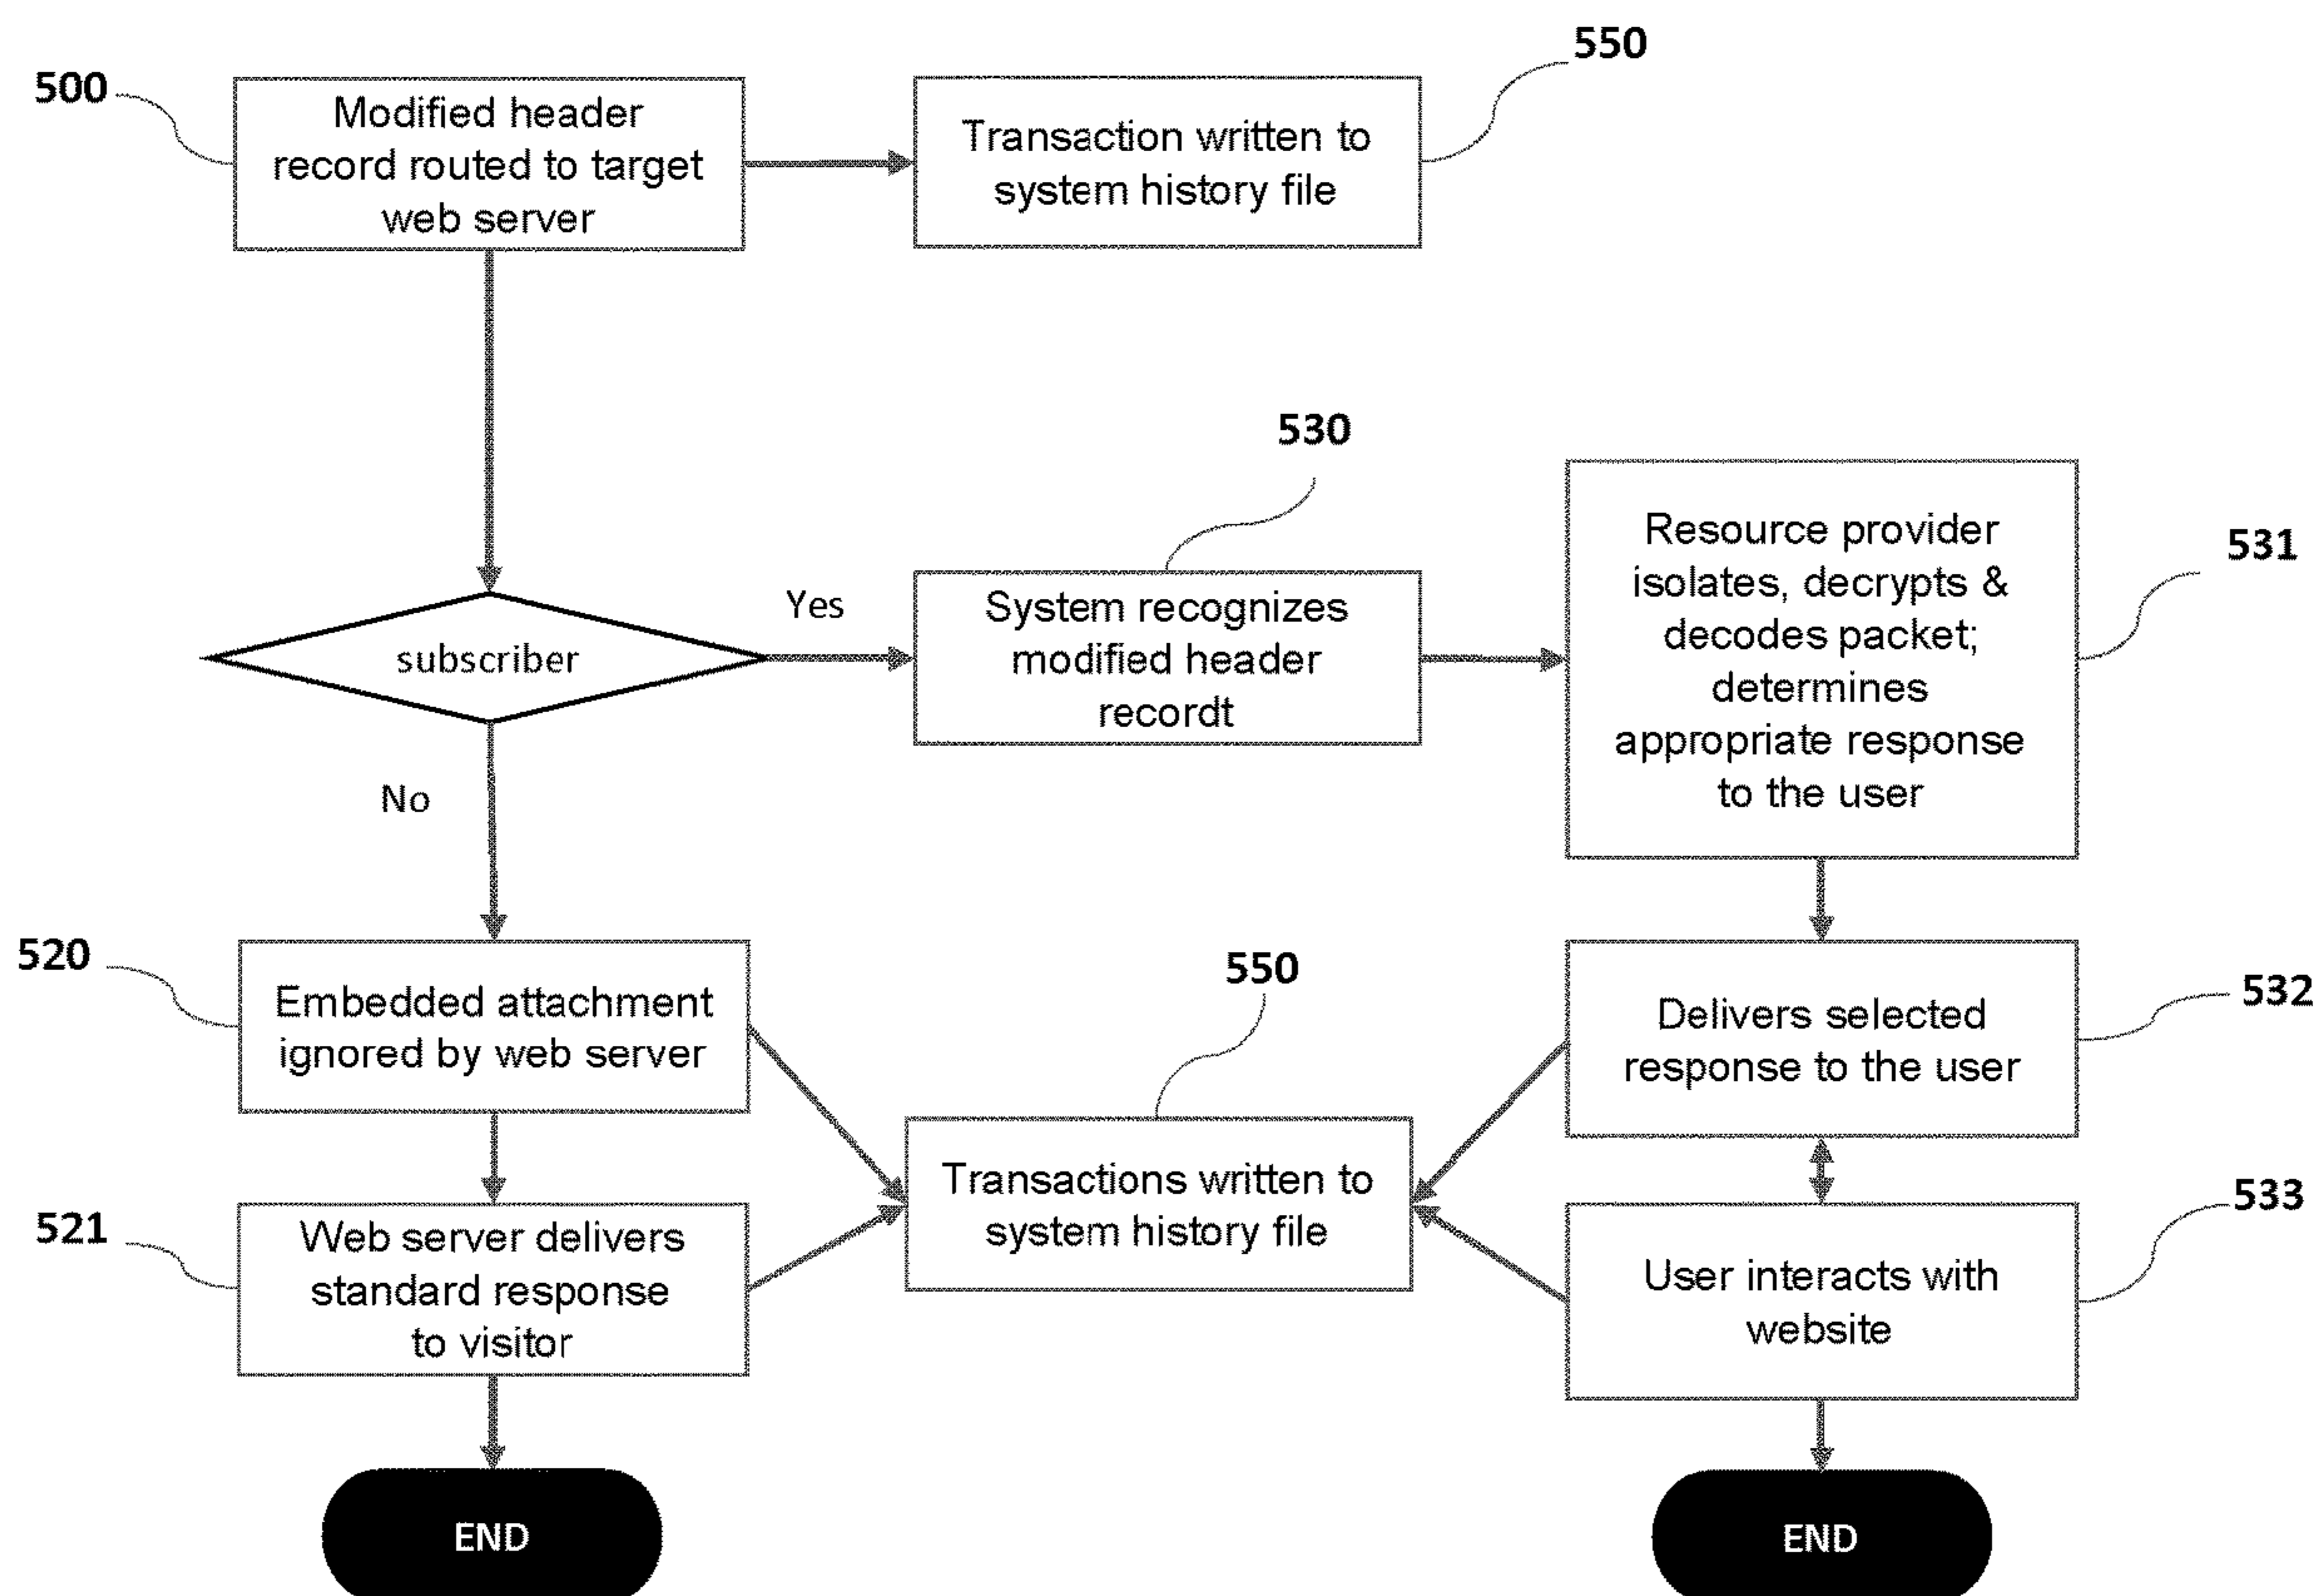 550
500
Modified header
record routed to target
web server
Transaction written to
system history file
530
531
Yes
subscriber
System recognizes
modified header
recordt
Resource provider
isolates, decrypts &
decodes packet;
determines
appropriate response
to the user
No
520
Embedded attachment
ignored by web server
550
532
Delivers selected
response to the user
Transactions written to
system history file
521
Web server delivers
standard response
to visitor
533
User interacts with
website
END
END